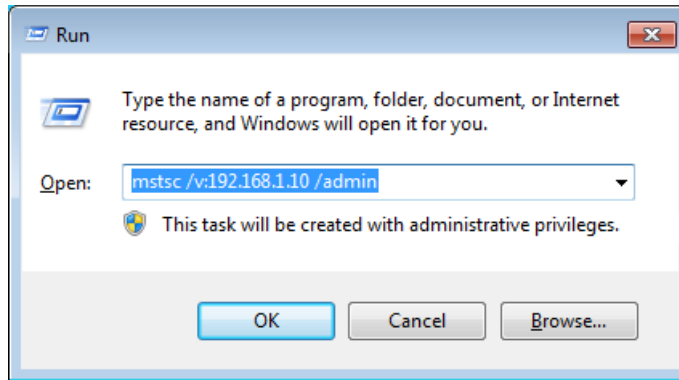 Run
Type the name of a program, folder, document, or Internet
resource, and Windows will open it for you.
Open: mstsc /v:192.168.1.10 /admin
This task will be created with administrative privileges.
OK Cancel Browse...